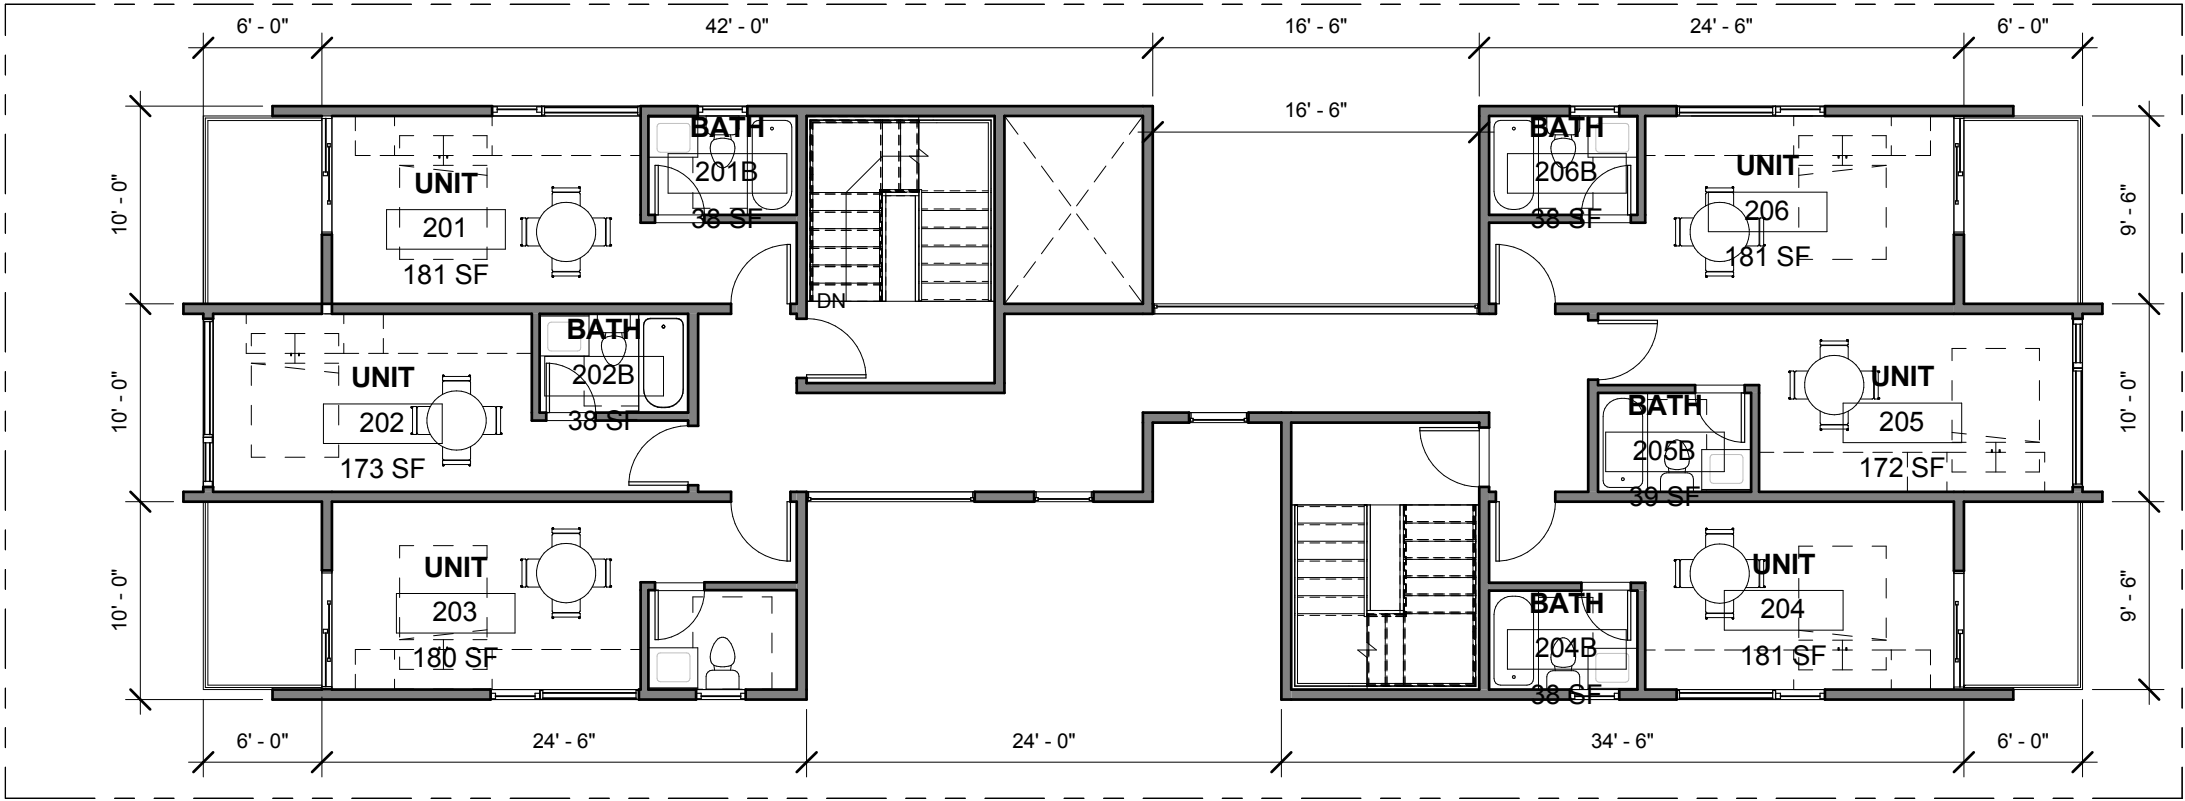 6' - 0"
42' - 0"
16' - 6"
24' - 6"
6' - 0"
16' - 6"
10' - 0"
10' - 0"
10' - 0"
UNIT
201
181 SF
BATH
201B
38 SF
DN
BATH
206B
38 SF
UNIT
206
181 SF
9' - 6"
10' - 0"
9' - 6"
UNIT
202
173 SF
BATH
202B
38 SF
BATH
205B
39 SF
UNIT
205
172 SF
UNIT
203
180 SF
BATH
204B
38 SF
UNIT
204
181 SF
6' - 0"
24' - 6"
24' - 0"
34' - 6"
6' - 0"